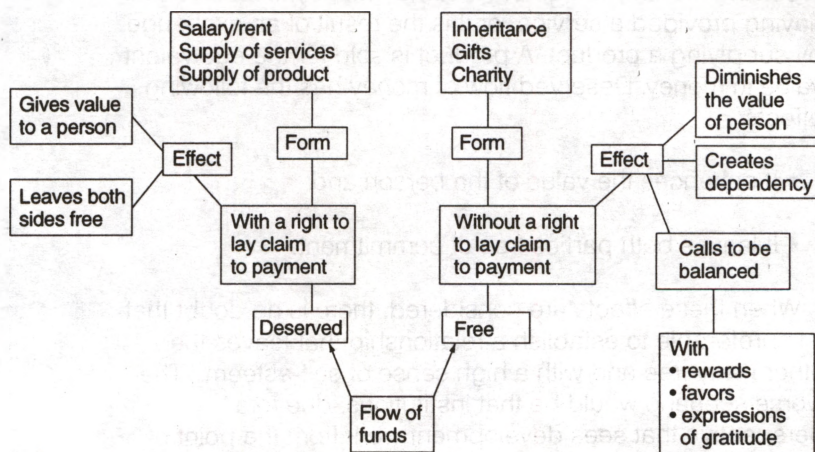 Salary/rent
Supply of services
Supply of product
Inheritance
Gifts
Charity
Diminishes
the value
of person
Gives value
to a person
Form
Form
Effect
Effect
Creates
dependency
Leaves both
sides free
With a right to
lay claim
to payment
Without a right
to lay claim
to payment
Calls to be
balanced
Deserved
Free
With
• rewards
• favors
• expressions
of gratitude
Flow of
funds